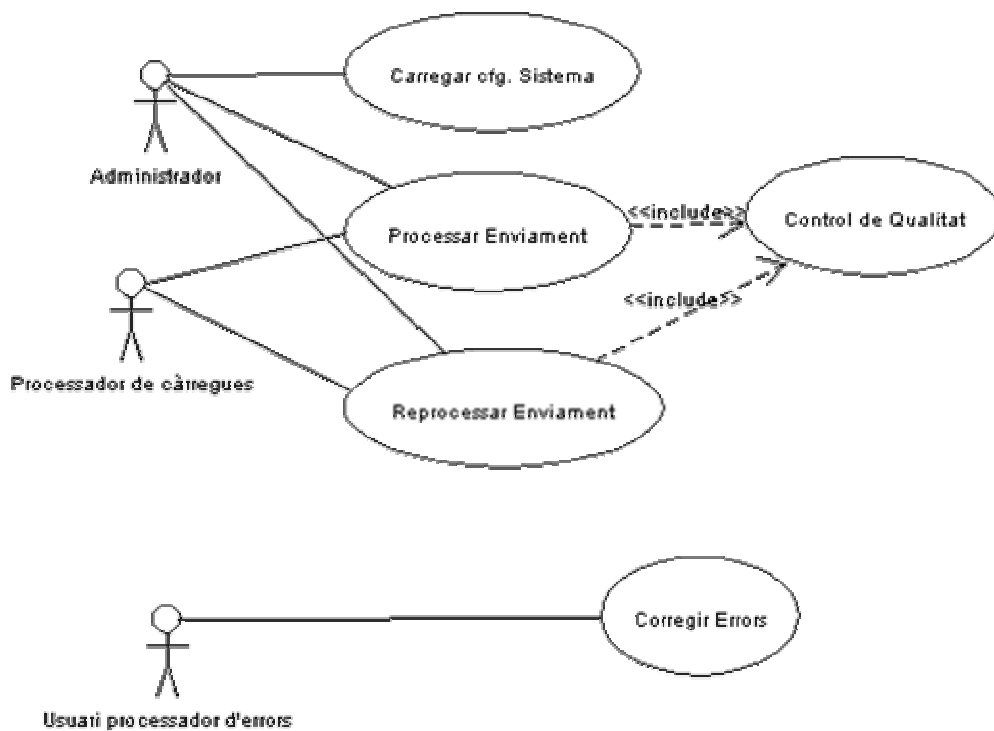 Carregar cfg. Sistema
Administrador
<<include>>
Control de Qualitat
Processar Enviament
<<include>>
Processador de càrregues
Reprocessar Enviament
Corregir Errors
Usuari processador d'errors